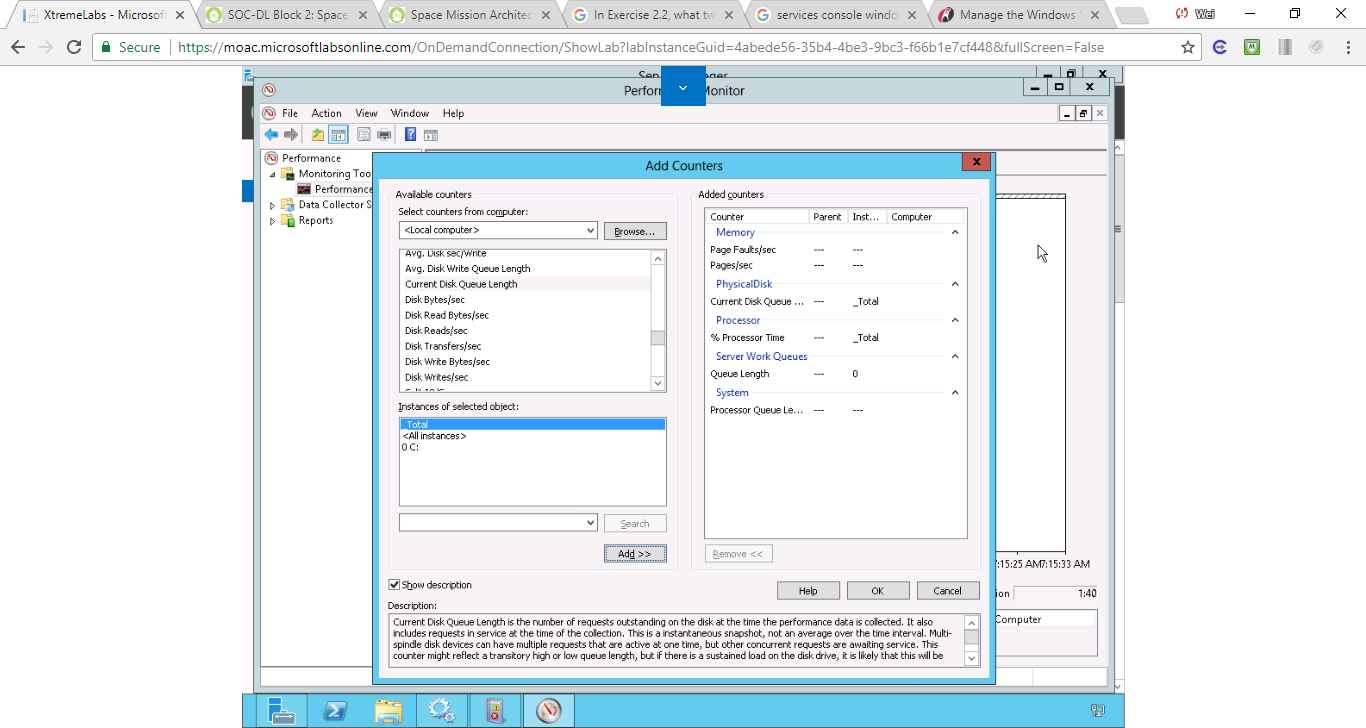 XtremeLabs - Microsoft
SOC-DL Block 2: Space
Space Mission Architec
In Exercise 2.2, what tw
services console windo
Manage the Windows
Wei
Secure
https://moac.microsoftlabsonline.com/OnDemandConnection/ShowLab?labInstanceGuid=4abede56-35b4-4be3-9bc3-f66b1e7cf448&fullScreen=False
File Action View Window Help
Performance
Monitoring Too
Performance
Data Collector S
Reports
Add Counters
Available counters
Select counters from computer:
<Local computer>
Browse...
Avg. Disk sec/Write
Avg. Disk Write Queue Length
Current Disk Queue Length
Disk Bytes/sec
Disk Read Bytes/sec
Disk Reads/sec
Disk Transfers/sec
Disk Write Bytes/sec
Disk Writes/sec
Instances of selected object:
_Total
<All instances>
0 C:
Search
Add >>
Added counters
Counter Parent Inst... Computer
Memory
Page Faults/sec --- ---
Pages/sec --- ---
PhysicalDisk
Current Disk Queue ... --- _Total
Processor
% Processor Time --- _Total
Server Work Queues
Queue Length --- 0
System
Processor Queue Le... --- ---
Remove <<
:15:25 AM 7:15:33 AM
ion 1:40
Computer
Show description
Help
OK
Cancel
Description:
Current Disk Queue Length is the number of requests outstanding on the disk at the time the performance data is collected. It also
includes requests in service at the time of the collection. This is a instantaneous snapshot, not an average over the time interval. Multi-
spindle disk devices can have multiple requests that are active at one time, but other concurrent requests are awaiting service. This
counter might reflect a transitory high or low queue length, but if there is a sustained load on the disk drive, it is likely that this will be